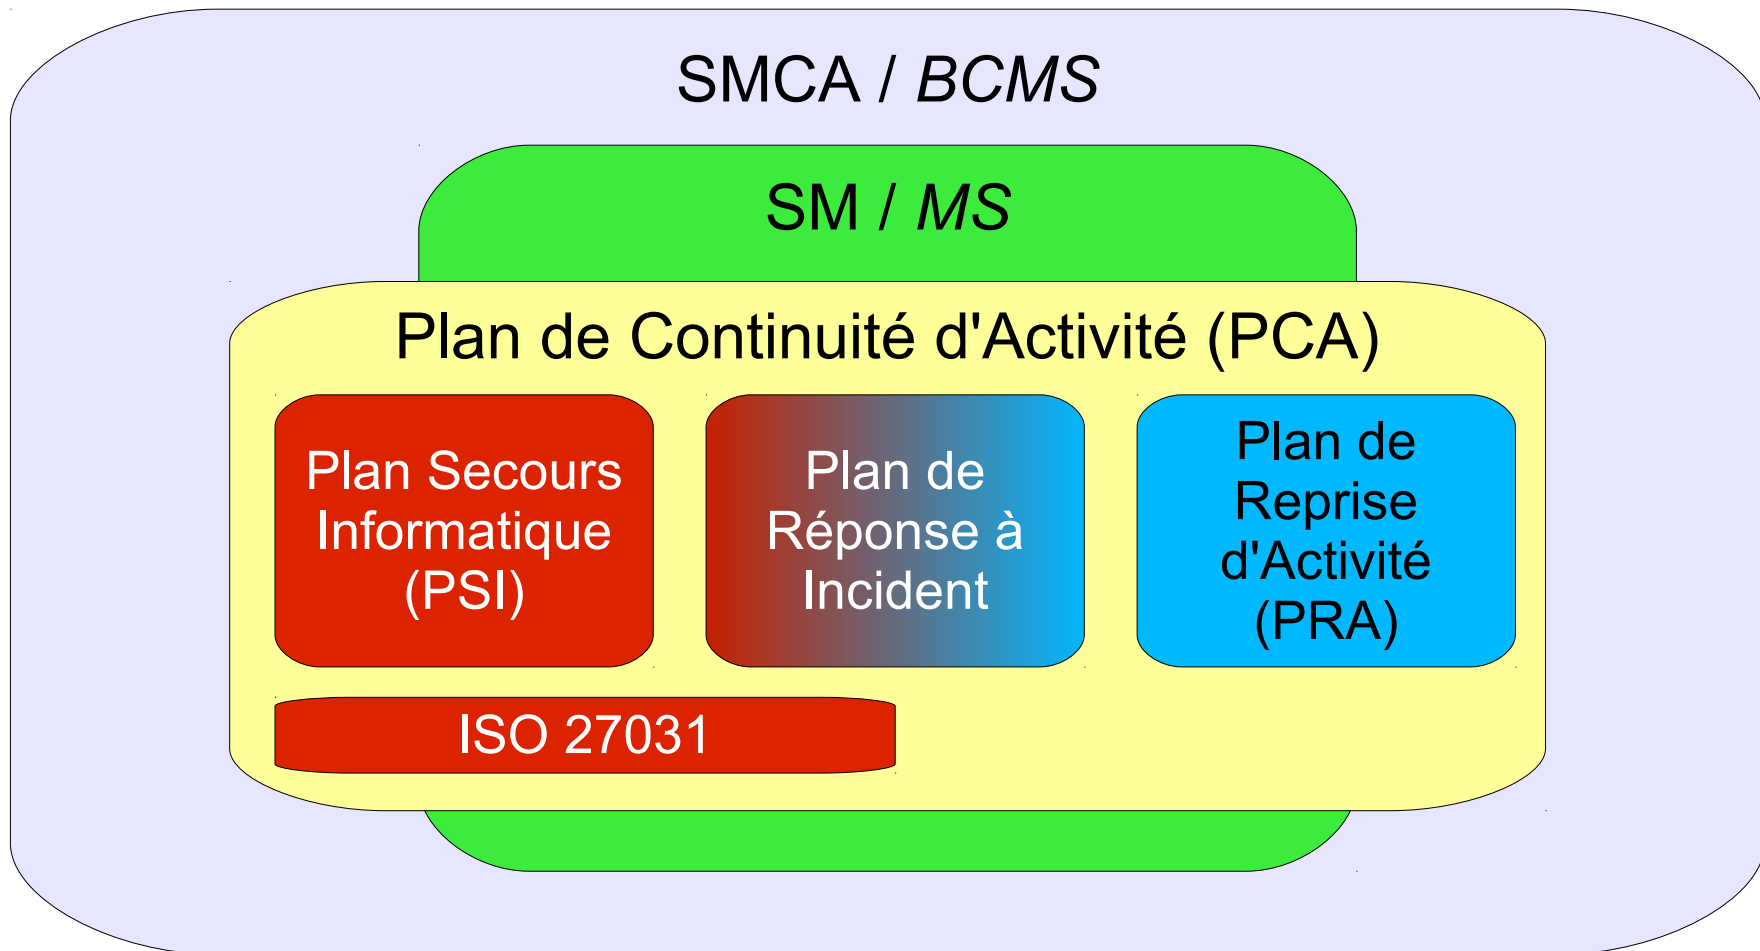 SMCA / BCMS
SM / MS
Plan de Continuité d'Activité (PCA)
Plan Secours
Informatique
(PSI)
Plan de
Réponse à
Incident
Plan de
Reprise
d'Activité
(PRA)
ISO 27031